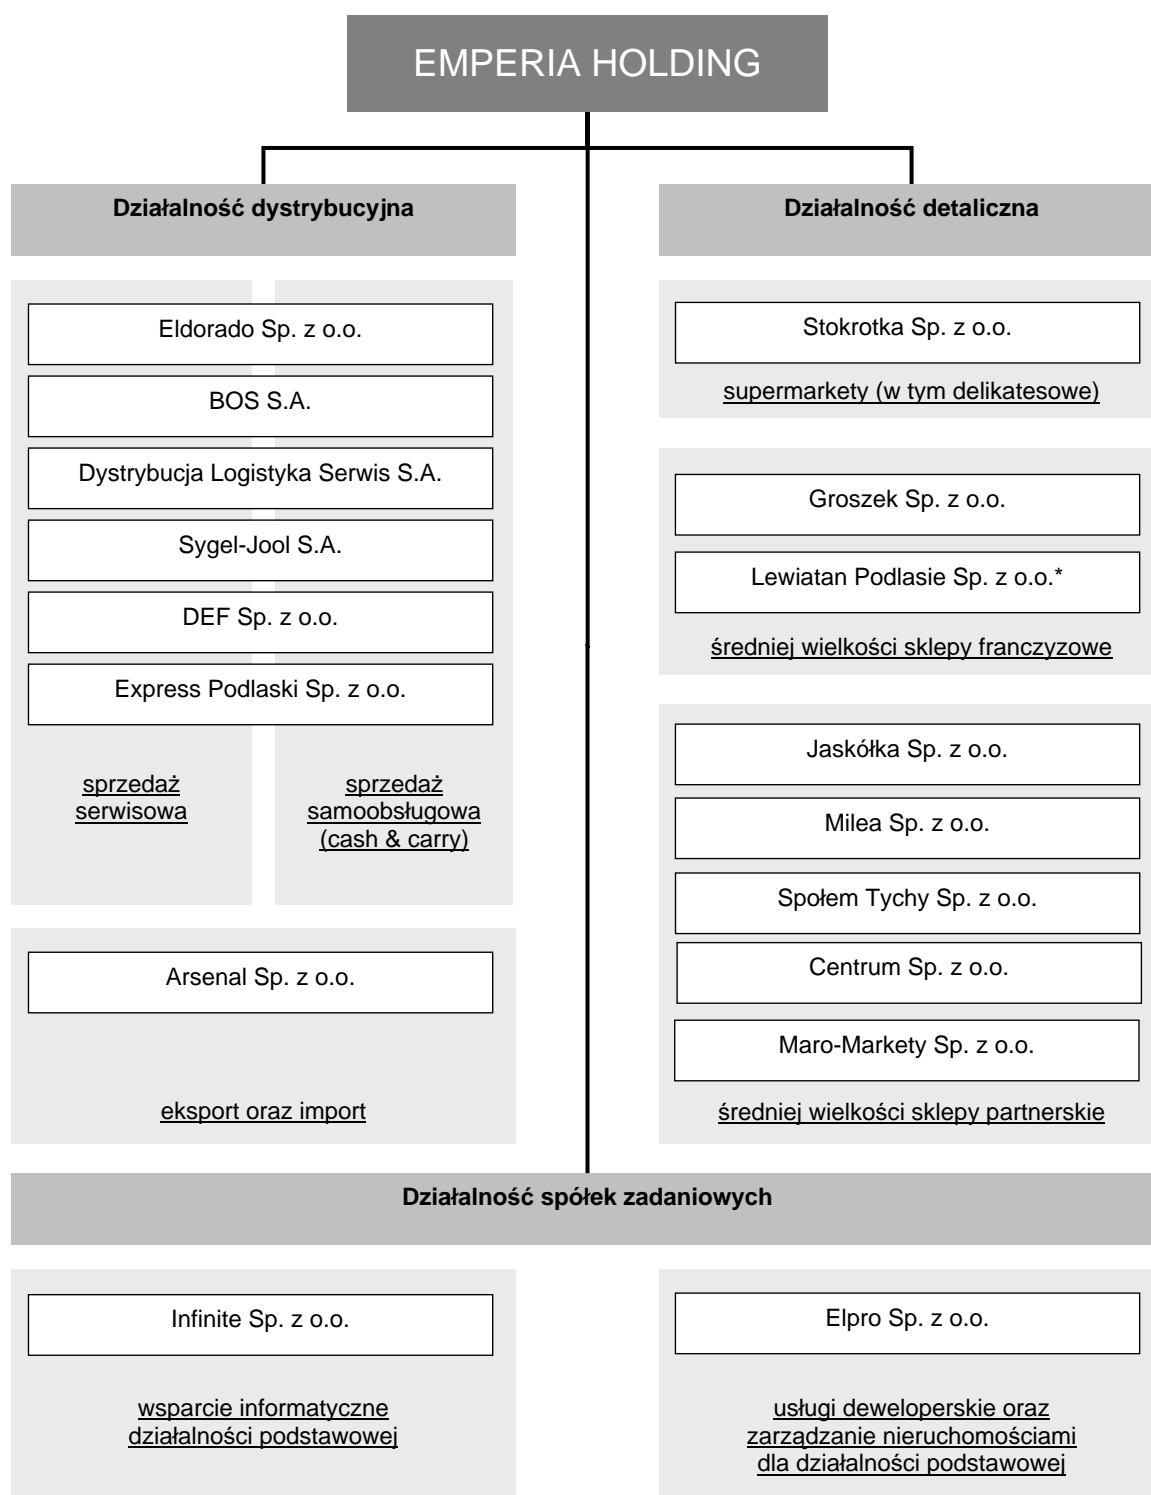 EMPERIA HOLDING
Działalność dystrybucyjna
Eldorado Sp. z o.o.
BOS S.A.
Dystrybucja Logistyka Serwis S.A.
Sygel-Jool S.A.
DEF Sp. z o.o.
Express Podlaski Sp. z o.o.
sprzedaż
serwisowa
sprzedaż
samoobsługowa
(cash & carry)
Arsenal Sp. z o.o.
eksport oraz import
Działalność detaliczna
Stokrotka Sp. z o.o.
supermarkety (w tym delikatesowe)
Groszek Sp. z o.o.
Lewiatan Podlasie Sp. z o.o.*
średniej wielkości sklepy franczyzowe
Jaskółka Sp. z o.o.
Milea Sp. z o.o.
Społem Tychy Sp. z o.o.
Centrum Sp. z o.o.
Maro-Markety Sp. z o.o.
średniej wielkości sklepy partnerskie
Działalność spółek zadaniowych
Infinite Sp. z o.o.
wsparcie informatyczne
działalności podstawowej
Elpro Sp. z o.o.
usługi deweloperskie oraz
zarządzanie nieruchomościami
dla działalności podstawowej